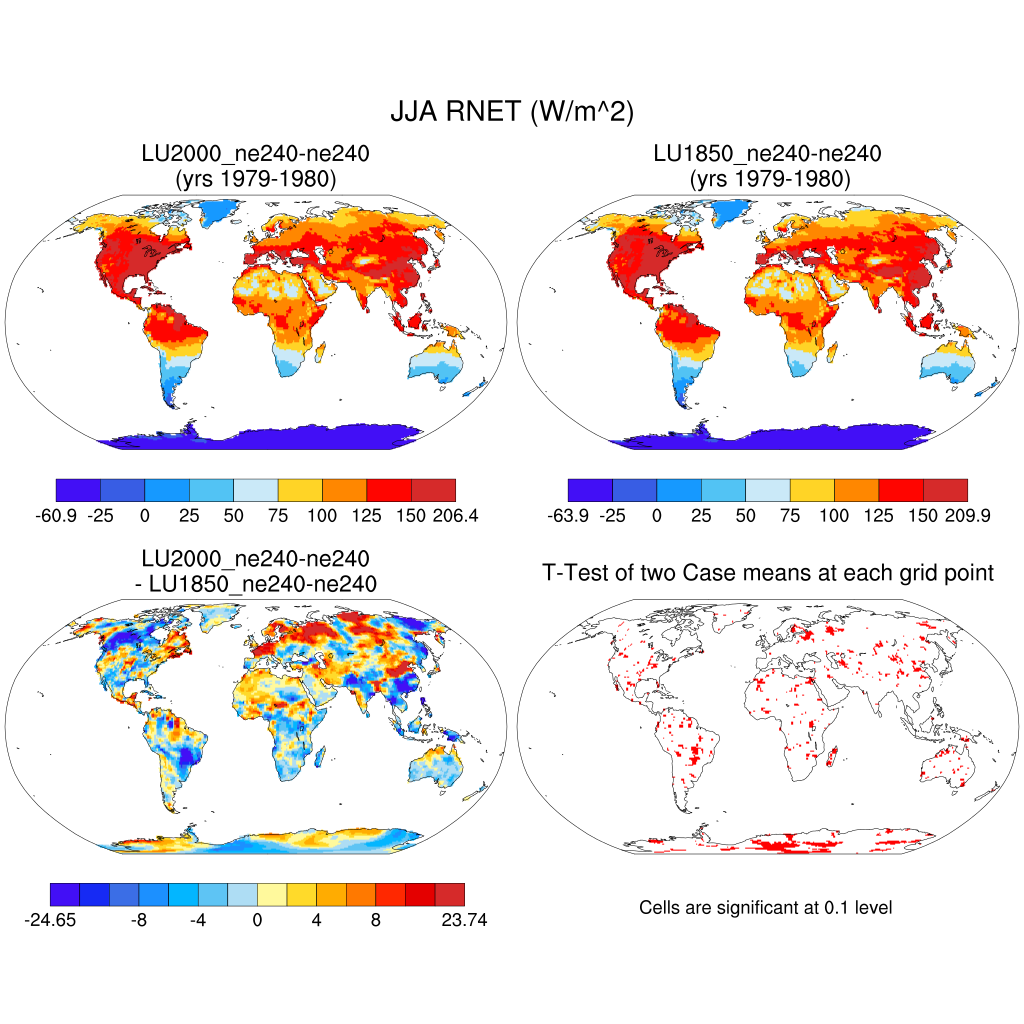 JJA RNET (W/m^2)
LU2000_ne240-ne240
(yrs 1979-1980)
LU1850_ne240-ne240
(yrs 1979-1980)
-60.9 -25 0 25 50 75 100 125 150 206.4
-63.9 -25 0 25 50 75 100 125 150 209.9
LU2000_ne240-ne240
- LU1850_ne240-ne240
T-Test of two Case means at each grid point
-24.65 -8 -4 0 4 8 23.74
Cells are significant at 0.1 level